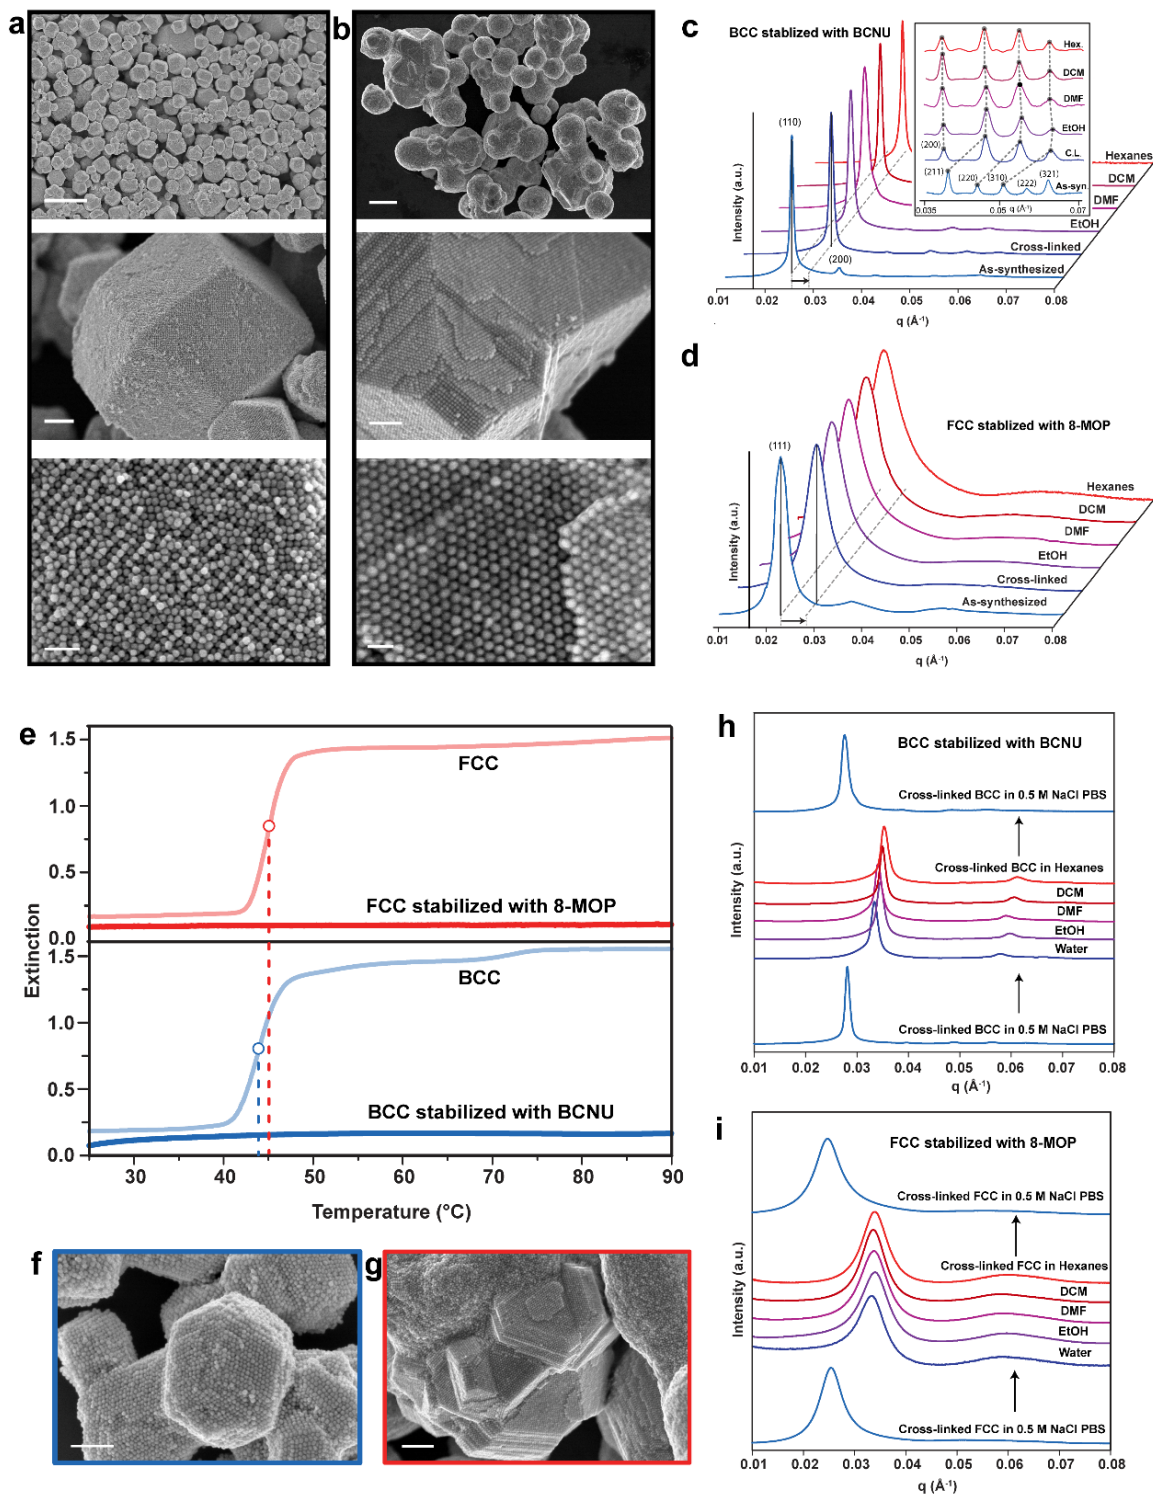 a
b
c
BCC stablized with BCNU
Hex.
DCM
DMF
EtOH
(200)
C.L.
(211)
(220)
(310)
(222)
(321)
As-syn.
0.035
0.05
0.07
q (Å-1)
(110)
Intensity (a.u.)
Hexanes
DCM
DMF
EtOH
Cross-linked
(200)
As-synthesized
0.01 0.02 0.03 0.04 0.05 0.06 0.07 0.08
q (Å-1)
d
FCC stablized with 8-MOP
(111)
Intensity (a.u.)
Hexanes
DCM
DMF
EtOH
Cross-linked
As-synthesized
0.01 0.02 0.03 0.04 0.05 0.06 0.07 0.08
q (Å-1)
e
1.5
1.0
0.5
0.0
FCC
FCC stabilized with 8-MOP
Extinction
1.5
1.0
0.5
0.0
BCC
BCC stabilized with BCNU
30 40 50 60 70 80 90
Temperature (°C)
f
g
h
BCC stabilized with BCNU
Cross-linked BCC in 0.5 M NaCl PBS
Intensity (a.u.)
Cross-linked BCC in Hexanes
DCM
DMF
EtOH
Water
Cross-linked BCC in 0.5 M NaCl PBS
0.01 0.02 0.03 0.04 0.05 0.06 0.07 0.08
q (Å-1)
i
FCC stabilized with 8-MOP
Cross-linked FCC in 0.5 M NaCl PBS
Intensity (a.u.)
Cross-linked FCC in Hexanes
DCM
DMF
EtOH
Water
Cross-linked FCC in 0.5 M NaCl PBS
0.01 0.02 0.03 0.04 0.05 0.06 0.07 0.08
q (Å-1)